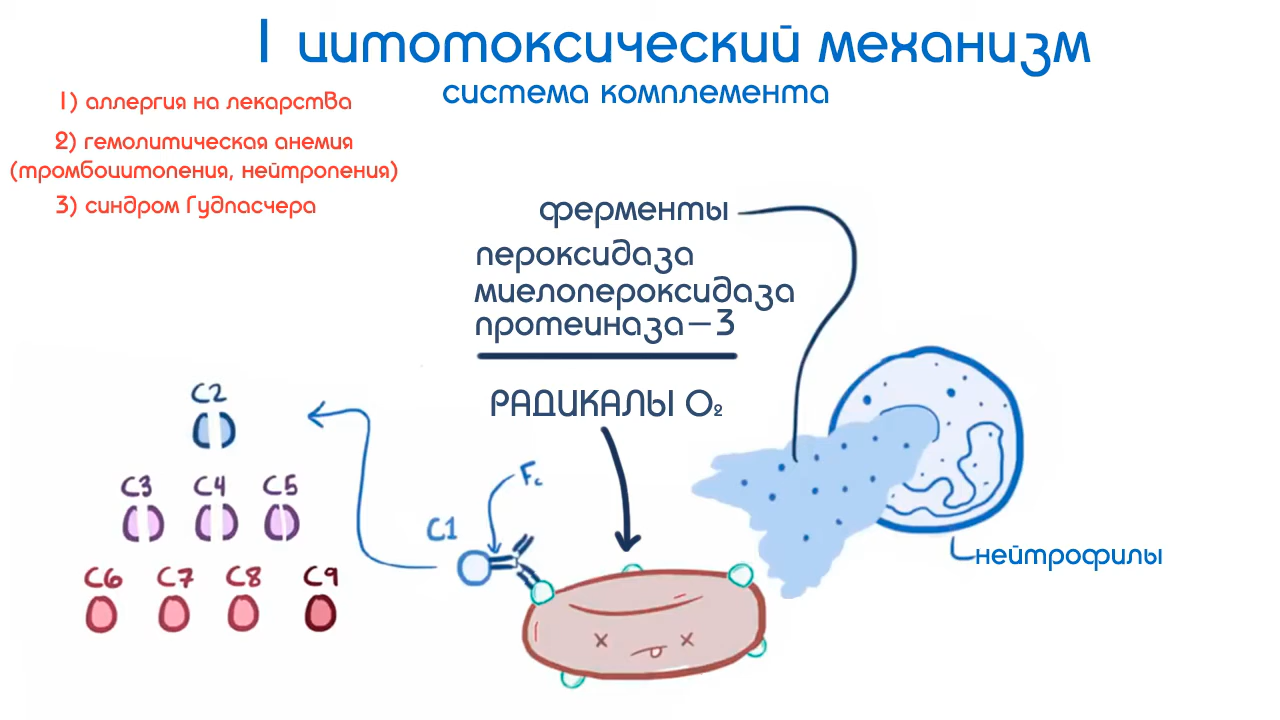 I цитотоксический механизм
система комплемента
1) аллергия на лекарства
2) гемолитическая анемия
(тромбоцитопения, нейтропения)
3) синдром Гудпасчера
ферменты
пероксидаза
миелопероксидаза
протеиназа-3
РАДИКАЛЫ O₂
C2
C3 C4 C5
C6 C7 C8 C9
C1
Fc
нейтрофилы